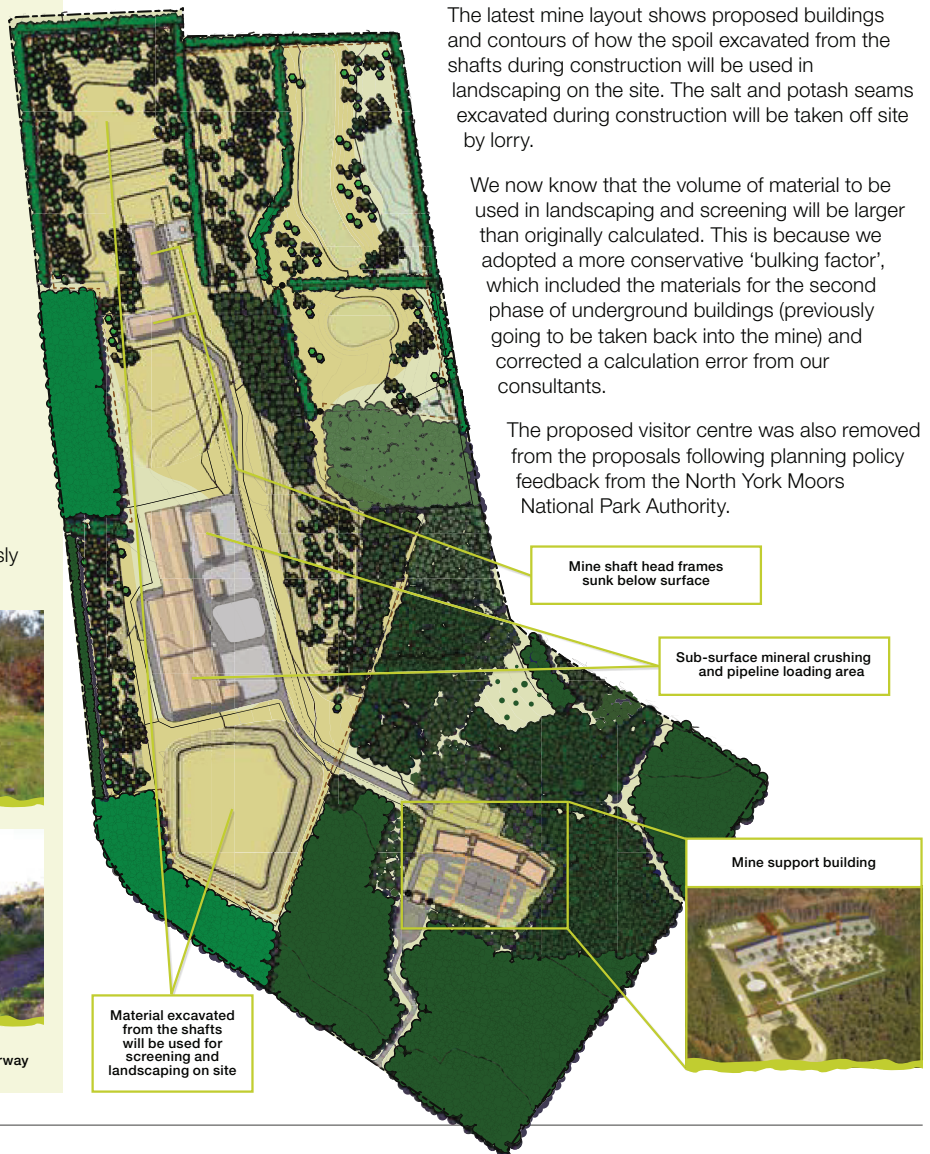 The latest mine layout shows proposed buildings
and contours of how the spoil excavated from the
shafts during construction will be used in
landscaping on the site. The salt and potash seams
excavated during construction will be taken off site
by lorry.
We now know that the volume of material to be
used in landscaping and screening will be larger
than originally calculated. This is because we
adopted a more conservative ‘bulking factor’,
which included the materials for the second
phase of underground buildings (previously
going to be taken back into the mine) and
corrected a calculation error from our
consultants.
The proposed visitor centre was also removed
from the proposals following planning policy
feedback from the North York Moors
National Park Authority.
sly
Mine shaft head frames
sunk below surface
Sub-surface mineral crushing
and pipeline loading area
Mine support building
Material excavated
from the shafts
will be used for
screening and
landscaping on site
rway